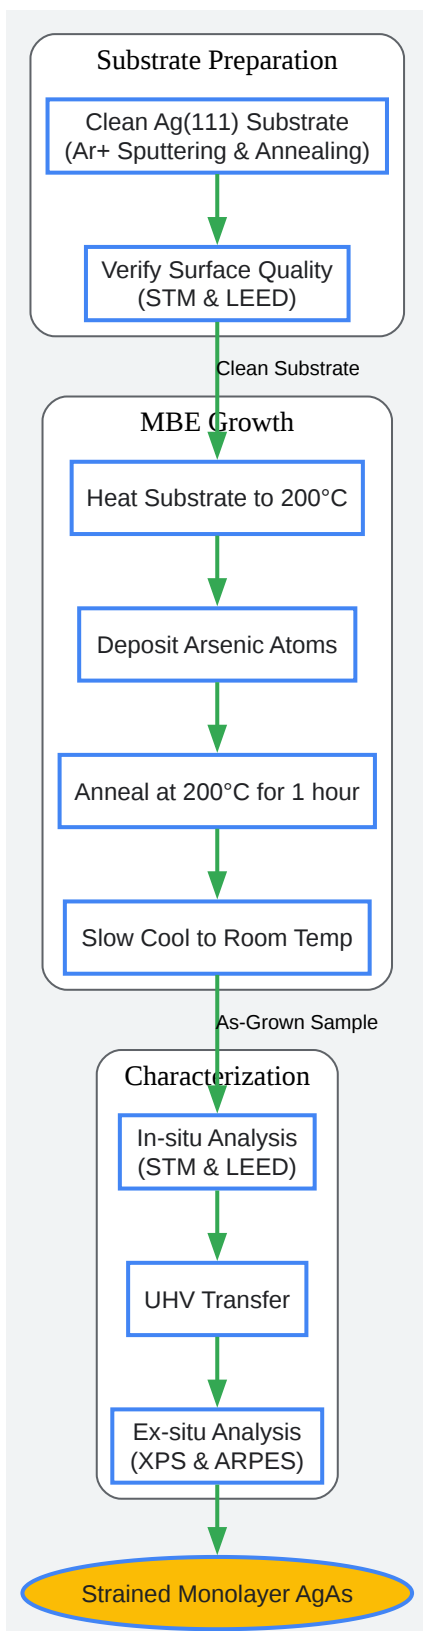 Substrate Preparation
Clean Ag(111) Substrate
(Ar+ Sputtering & Annealing)
Verify Surface Quality
(STM & LEED)
Clean Substrate
MBE Growth
Heat Substrate to 200°C
Deposit Arsenic Atoms
Anneal at 200°C for 1 hour
Slow Cool to Room Temp
As-Grown Sample
Characterization
In-situ Analysis
(STM & LEED)
UHV Transfer
Ex-situ Analysis
(XPS & ARPES)
Strained Monolayer AgAs